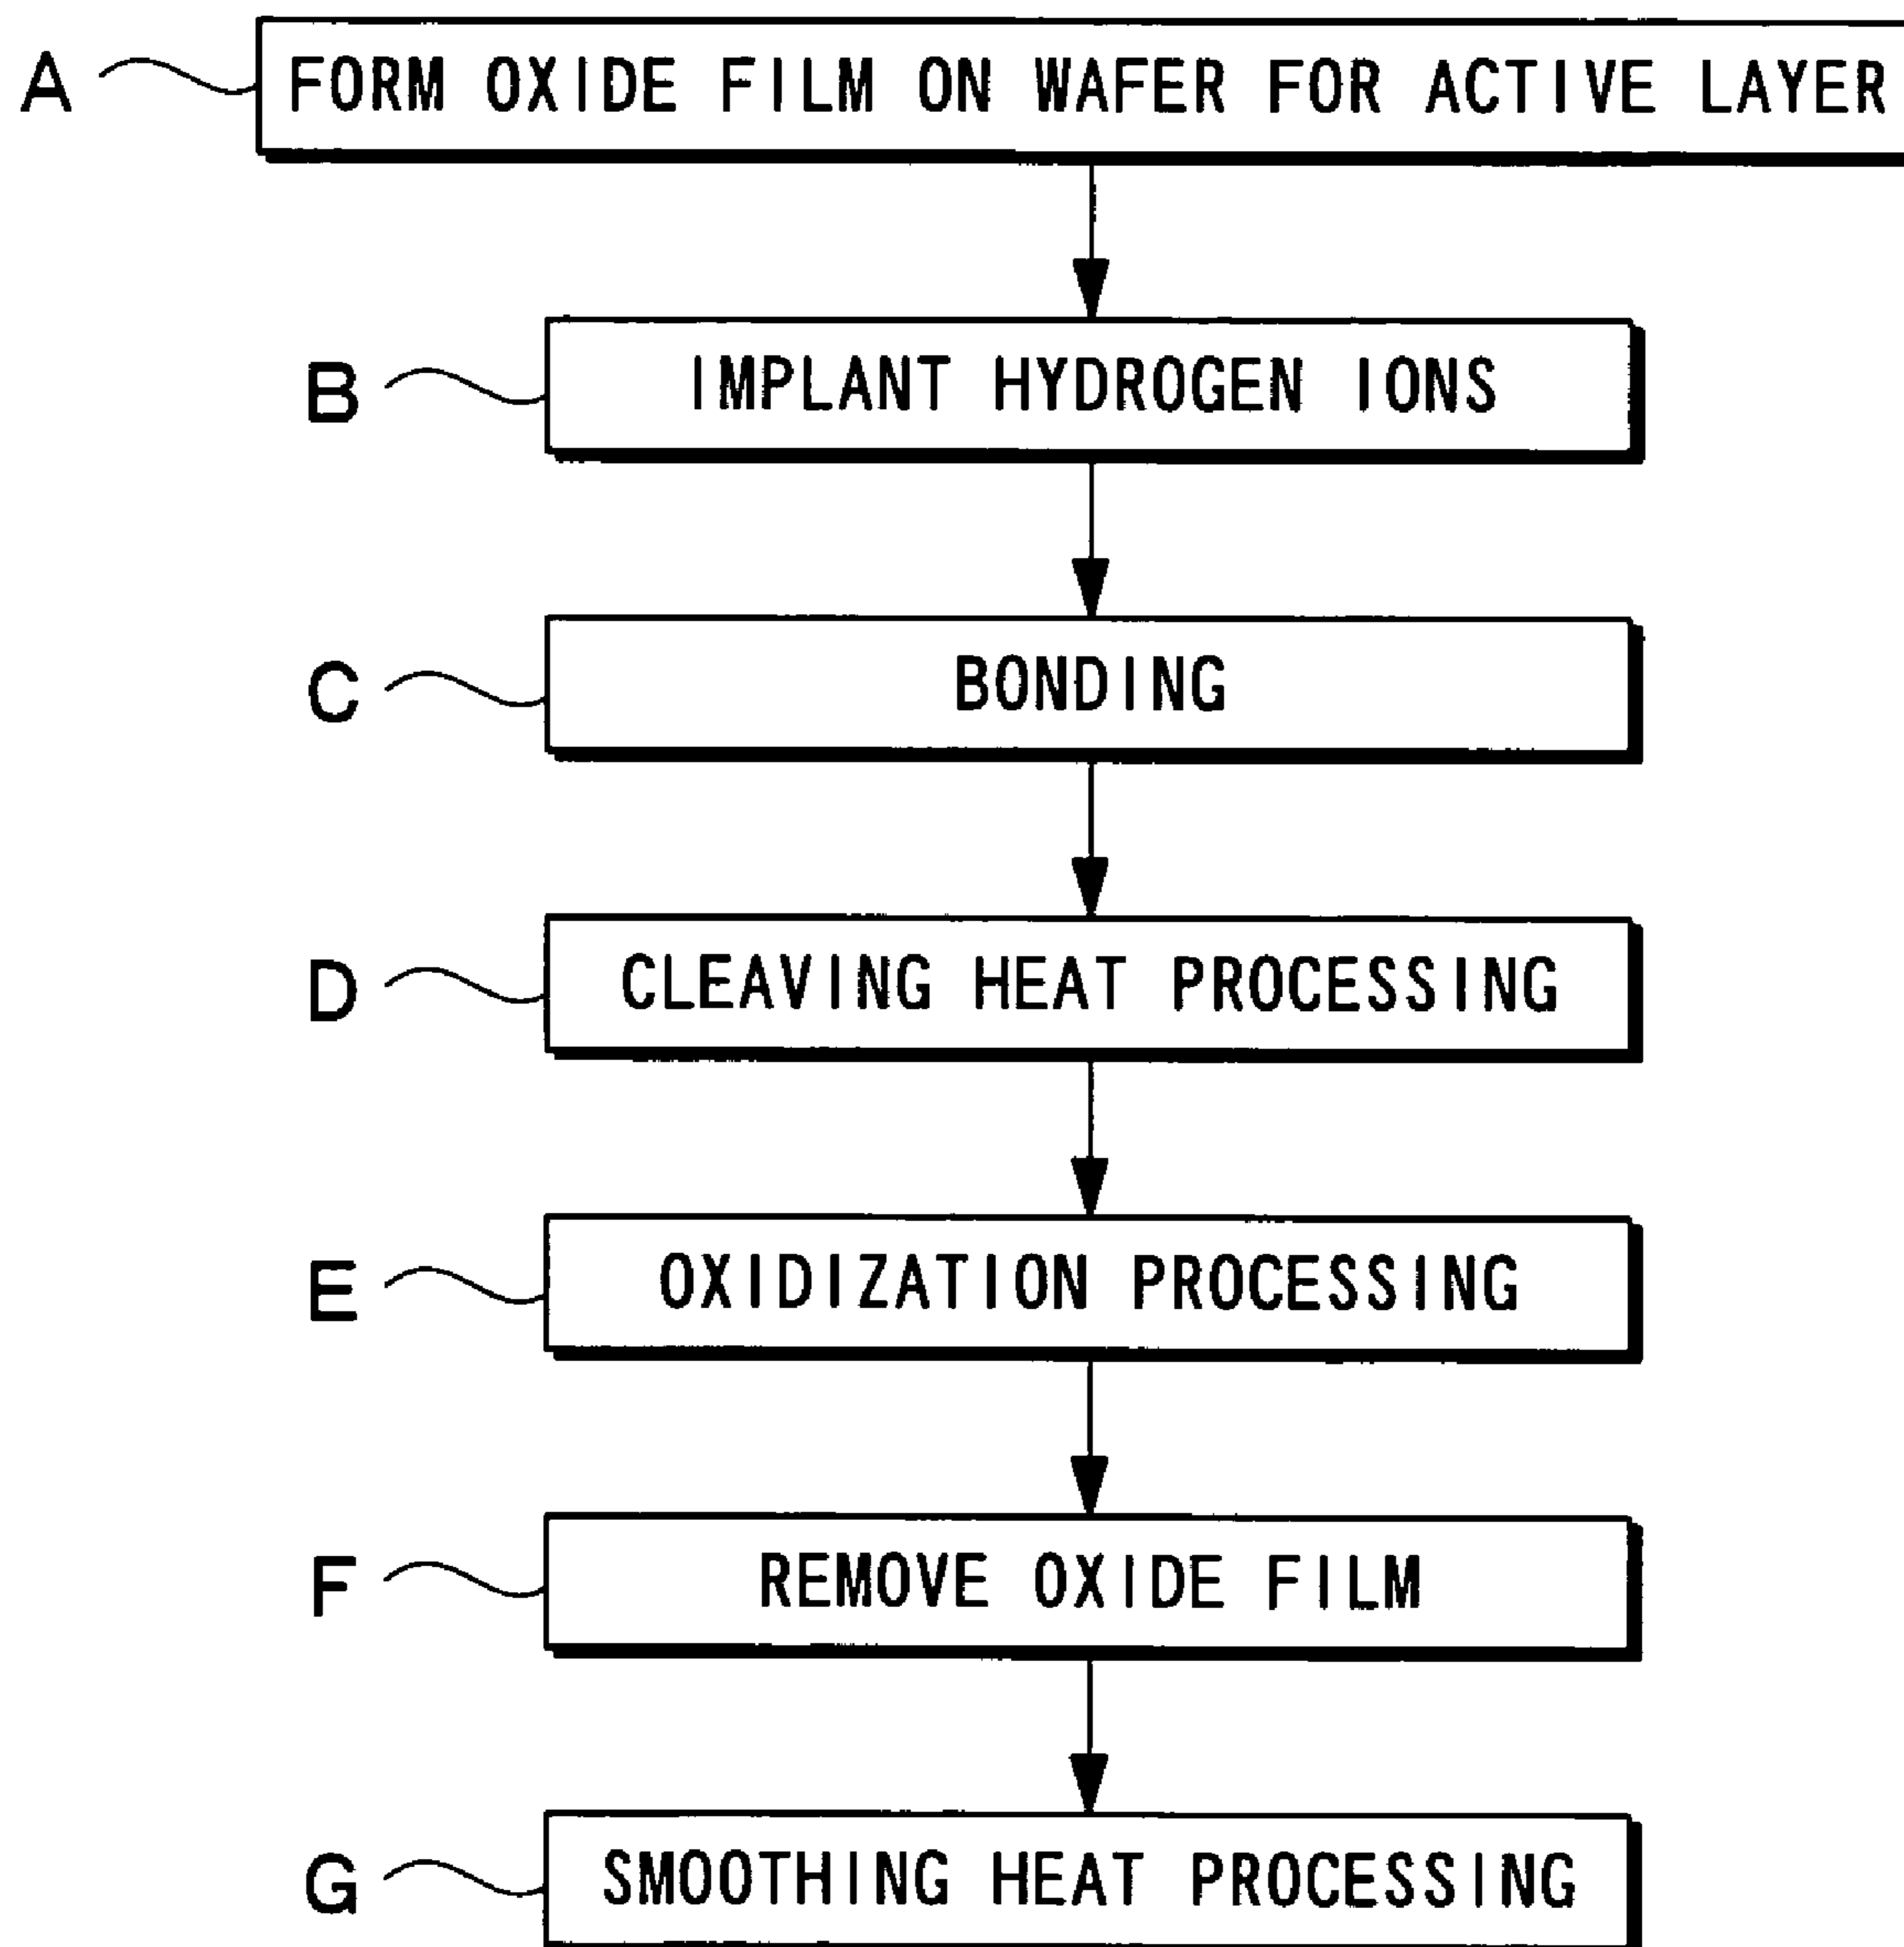 A FORM OXIDE FILM ON WAFER FOR ACTIVE LAYER
B IMPLANT HYDROGEN IONS
C BONDING
D CLEAVING HEAT PROCESSING
E OXIDIZATION PROCESSING
F REMOVE OXIDE FILM
G SMOOTHING HEAT PROCESSING